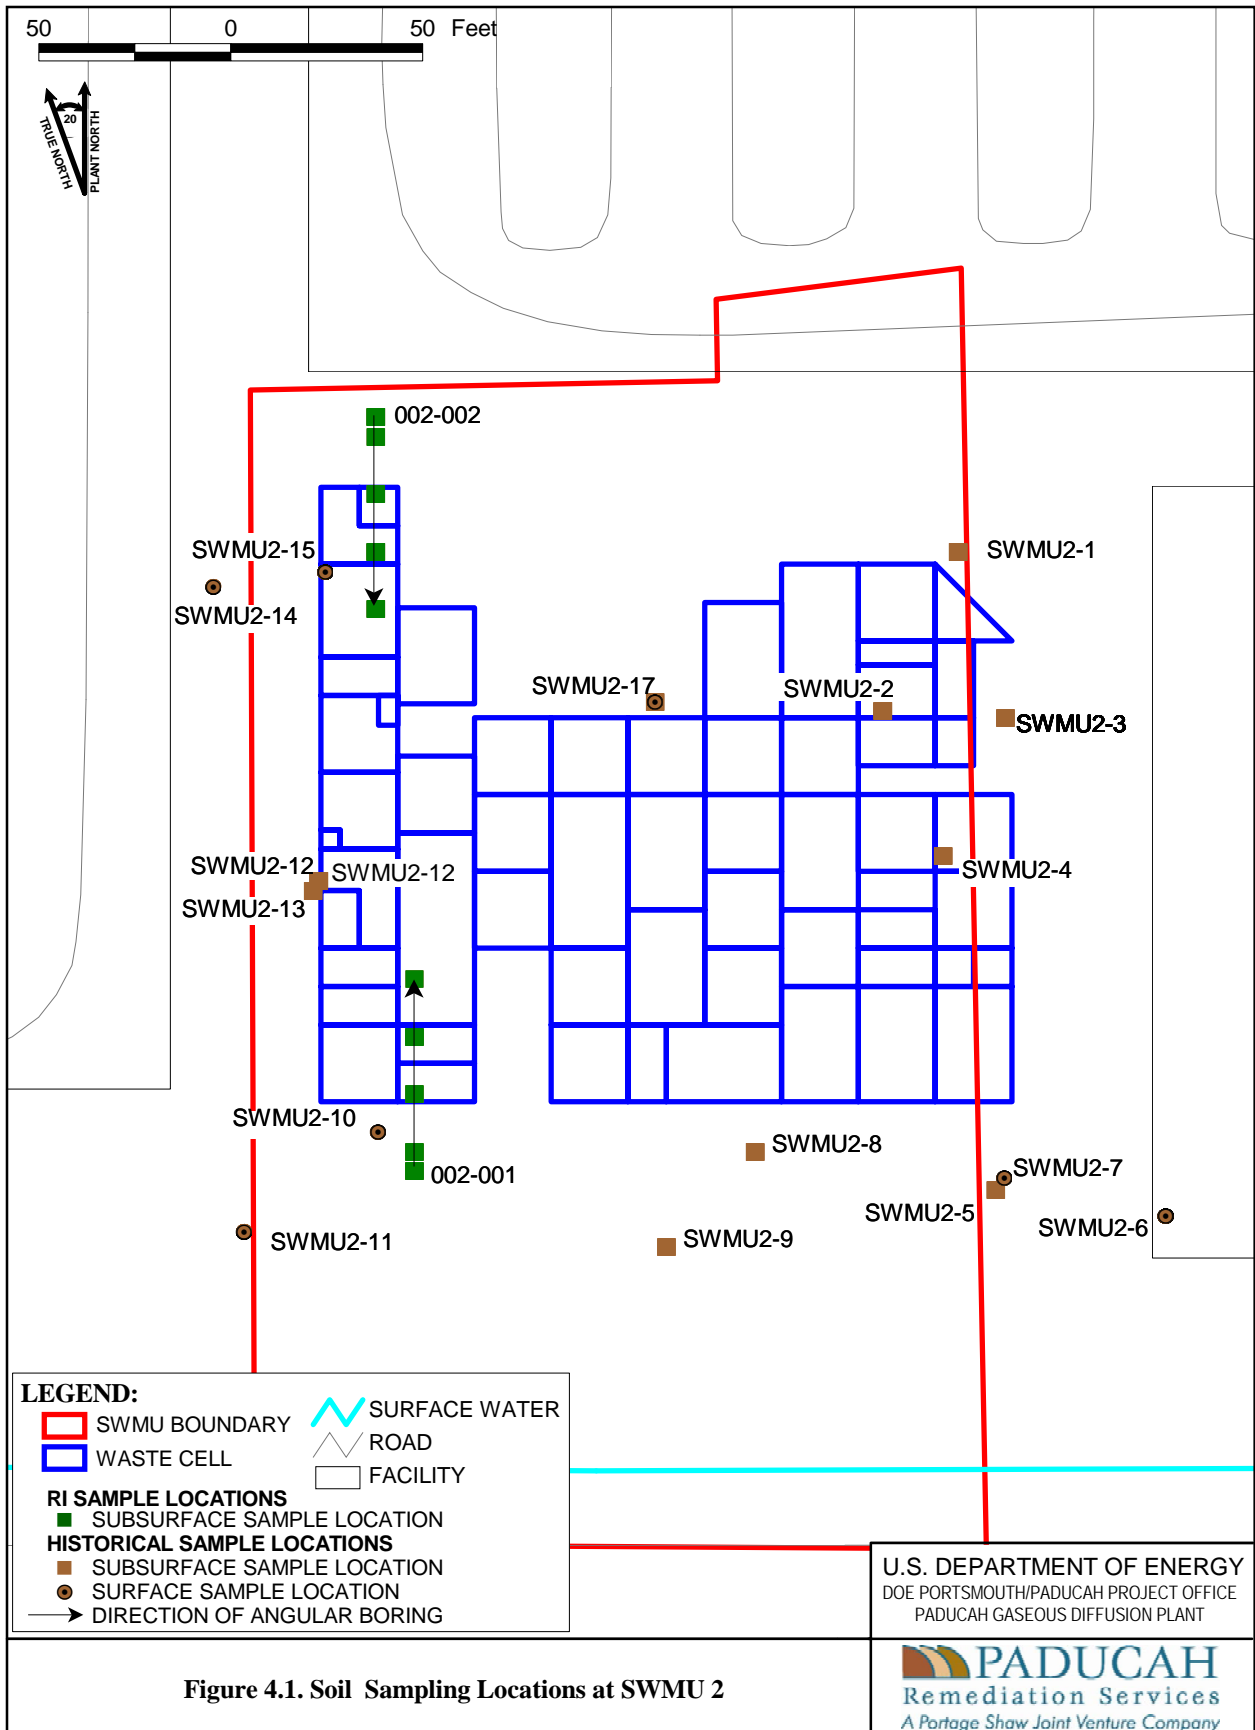 50 0 50 Feet
TRUE NORTH
20
PLANT NORTH
002-002
SWMU2-15
SWMU2-1
SWMU2-14
SWMU2-17
SWMU2-2
SWMU2-3
SWMU2-12
SWMU2-12
SWMU2-4
SWMU2-13
SWMU2-10
SWMU2-8
002-001
SWMU2-7
SWMU2-5
SWMU2-6
SWMU2-11
SWMU2-9
LEGEND:
SWMU BOUNDARY
WASTE CELL
SURFACE WATER
ROAD
FACILITY
RI SAMPLE LOCATIONS
SUBSURFACE SAMPLE LOCATION
HISTORICAL SAMPLE LOCATIONS
SUBSURFACE SAMPLE LOCATION
SURFACE SAMPLE LOCATION
DIRECTION OF ANGULAR BORING
U.S. DEPARTMENT OF ENERGY
DOE PORTSMOUTH/PADUCAH PROJECT OFFICE
PADUCAH GASEOUS DIFFUSION PLANT
Figure 4.1. Soil Sampling Locations at SWMU 2
PADUCAH
Remediation Services
A Portage Shaw Joint Venture Company